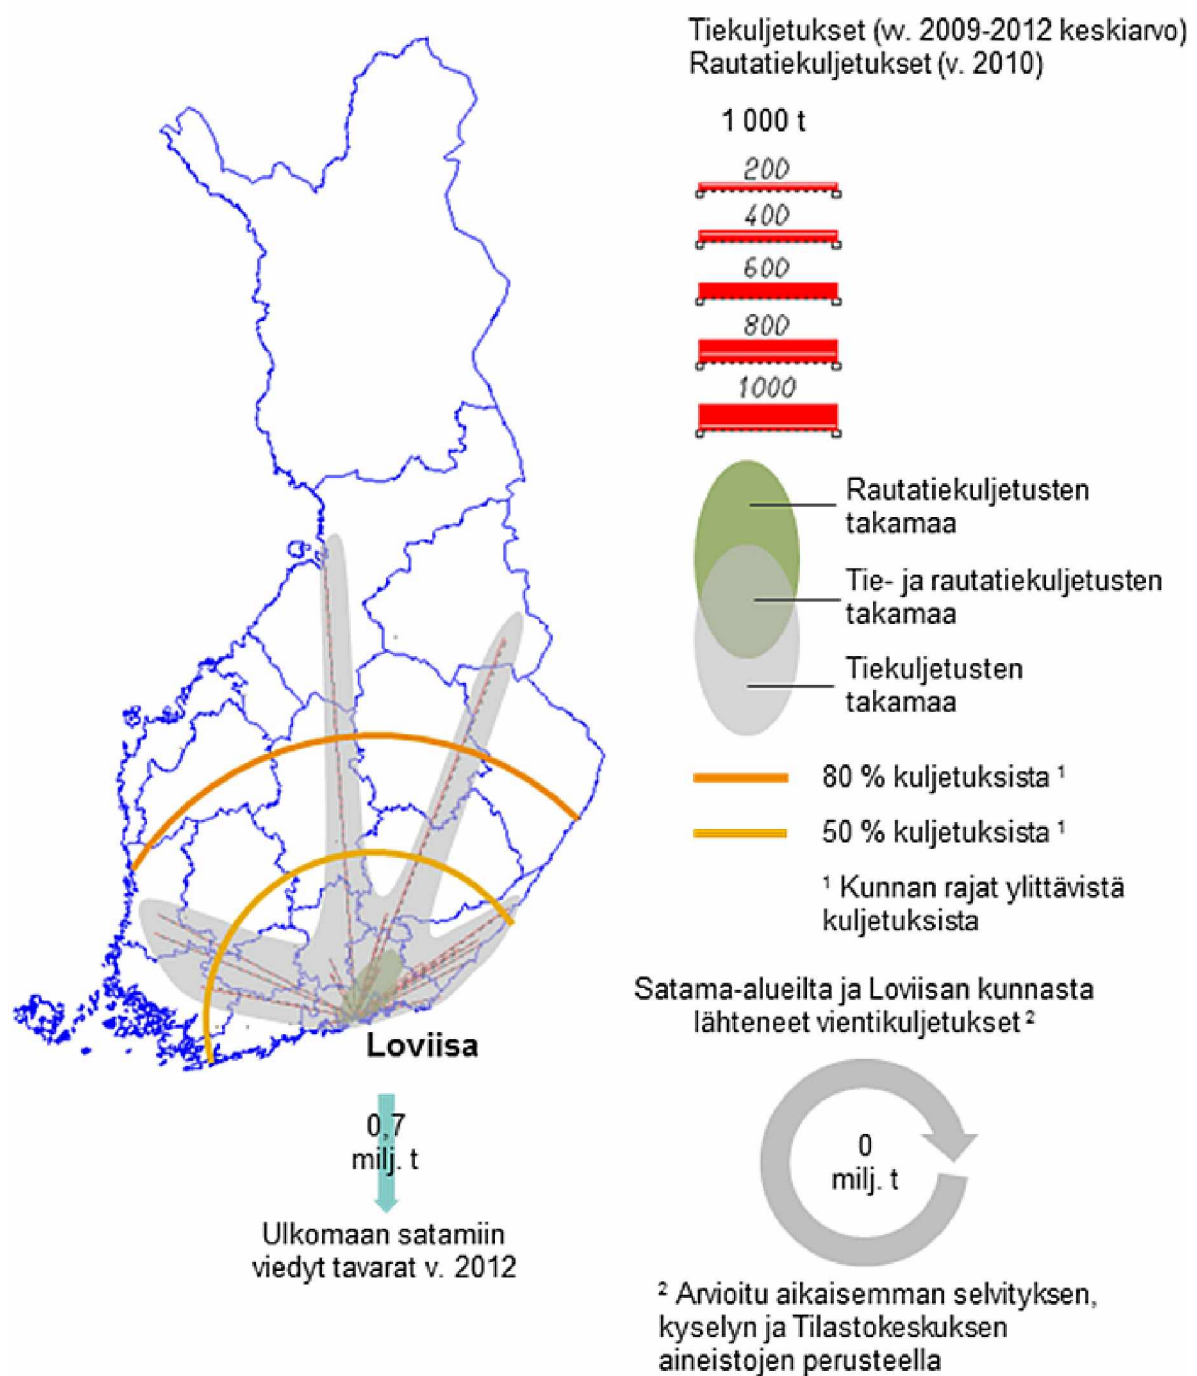 Tiekuljetukset (vv. 2009-2012 keskiarvo)
Rautatiekuljetukset (v. 2010)
1 000 t
200
400
600
800
1000
Rautatiekuljetusten
takamaa
Tie- ja rautatiekuljetusten
takamaa
Tiekuljetusten
takamaa
80 % kuljetuksista ¹
50 % kuljetuksista ¹
¹ Kunnan rajat ylittävistä
kuljetuksista
Satama-alueilta ja Loviisan kunnasta
lähteneet vientikuljetukset ²
0
milj. t
² Arvioitu aikaisemman selvityksen,
kyselyn ja Tilastokeskuksen
aineistojen perusteella
Loviisa
0,7
milj. t
Ulkomaan satamiin
viedyt tavarat v. 2012